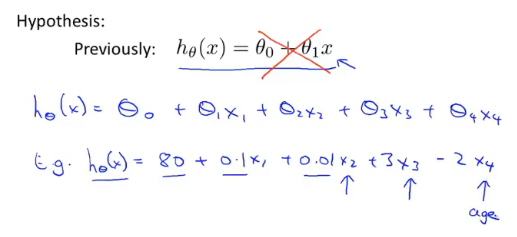 Hypothesis:
Previously: hθ(x) = θ0 + θ1x
hθ(x) = θ0 + θ1x1 + θ2x2 + θ3x3 + θ4x4
E.g. hθ(x) = 80 + 0.1x1 + 0.01x2 + 3x3 - 2x4
age